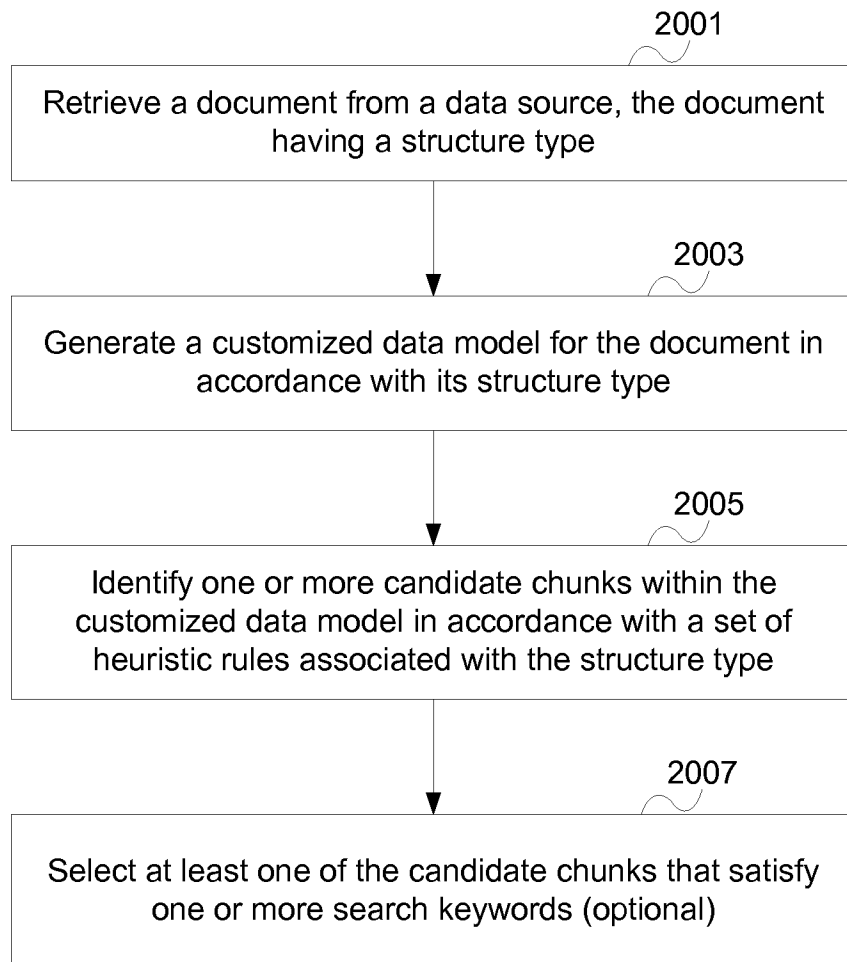 2001
Retrieve a document from a data source, the document
having a structure type
2003
Generate a customized data model for the document in
accordance with its structure type
2005
Identify one or more candidate chunks within the
customized data model in accordance with a set of
heuristic rules associated with the structure type
2007
Select at least one of the candidate chunks that satisfy
one or more search keywords (optional)